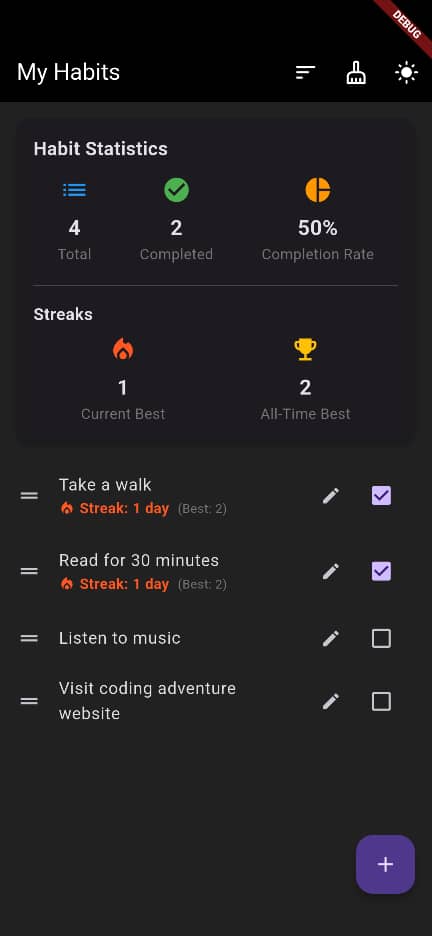 DEBUG
My Habits
Habit Statistics
4 2 50%
Total Completed Completion Rate
Streaks
1 2
Current Best All-Time Best
Take a walk
Streak: 1 day (Best: 2)
Read for 30 minutes
Streak: 1 day (Best: 2)
Listen to music
Visit coding adventure
website